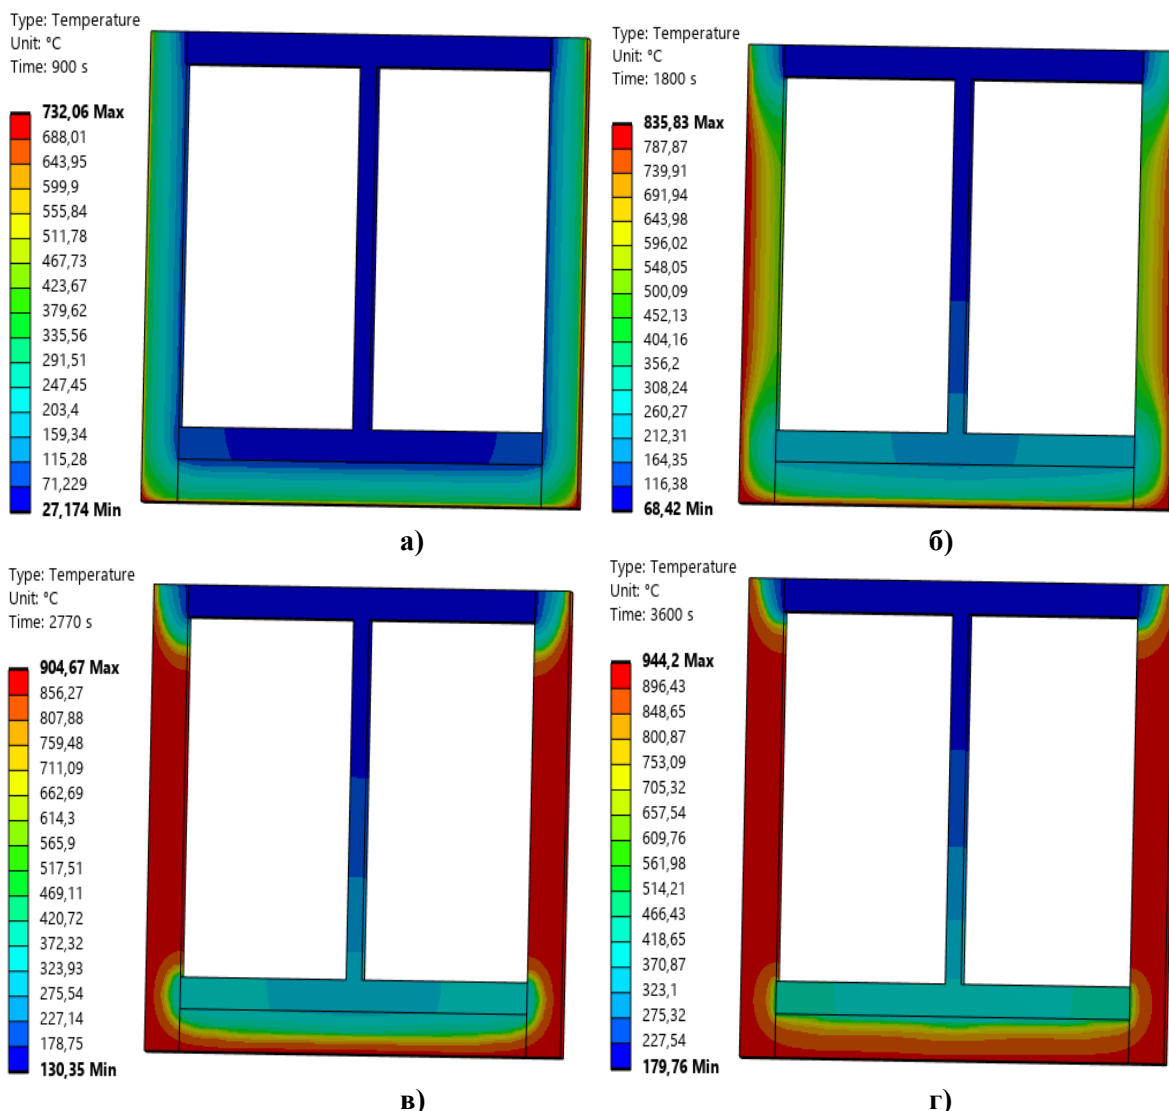 Type: Temperature
Unit: °C
Time: 900 s
732,06 Max
688,01
643,95
599,9
555,84
511,78
467,73
423,67
379,62
335,56
291,51
247,45
203,4
159,34
115,28
71,229
27,174 Min
а)
Type: Temperature
Unit: °C
Time: 1800 s
835,83 Max
787,87
739,91
691,94
643,98
596,02
548,05
500,09
452,13
404,16
356,2
308,24
260,27
212,31
164,35
116,38
68,42 Min
б)
Type: Temperature
Unit: °C
Time: 2770 s
904,67 Max
856,27
807,88
759,48
711,09
662,69
614,3
565,9
517,51
469,11
420,72
372,32
323,93
275,54
227,14
178,75
130,35 Min
в)
Type: Temperature
Unit: °C
Time: 3600 s
944,2 Max
896,43
848,65
800,87
753,09
705,32
657,54
609,76
561,98
514,21
466,43
418,65
370,87
323,1
275,32
227,54
179,76 Min
г)